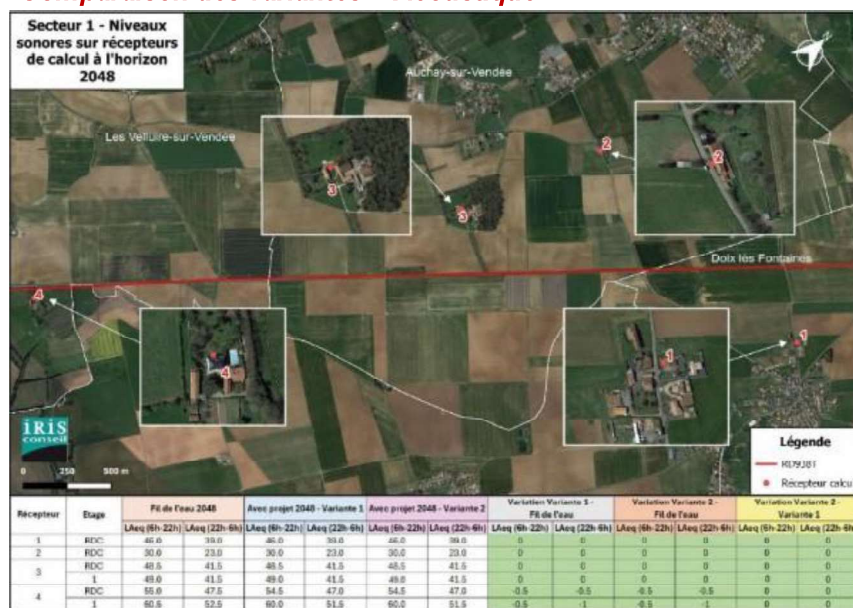 Secteur 1 - Niveaux
sonores sur récepteurs
de calcul à l'horizon
2048
N
Auchay-sur-Vendée
Les Velluire-sur-Vendée
2
2
3
3
Doix lès Fontaines
4
4
1
1
iRiS
conseil
0 250 500 m
Légende
RD938T
Récepteur calcul
Récepteur Etage Fil de l'eau 2048 Avec projet 2048 - Variante 1 Avec projet 2048 - Variante 2 Variation Variante 1 - Fil de l'eau Variation Variante 2 - Fil de l'eau Variation Variante 2 - Variante 1
LAeq (6h-22h) LAeq (22h-6h) LAeq (6h-22h) LAeq (22h-6h) LAeq (6h-22h) LAeq (22h-6h) LAeq (6h-22h) LAeq (22h-6h) LAeq (6h-22h) LAeq (22h-6h) LAeq (6h-22h) LAeq (22h-6h)
1 RDC 46.0 39.0 46.0 39.0 46.0 39.0 0 0 0 0 0 0
2 RDC 30.0 23.0 30.0 23.0 30.0 23.0 0 0 0 0 0 0
3 RDC 48.5 41.5 48.5 41.5 48.5 41.5 0 0 0 0 0 0
1 49.0 41.5 49.0 41.5 49.0 41.5 0 0 0 0 0 0
4 RDC 55.0 47.5 54.5 47.0 54.5 47.0 -0.5 -0.5 -0.5 -0.5 0 0
1 60.5 52.5 60.0 51.5 60.0 51.5 -0.5 -1 -0.5 -1 0 0